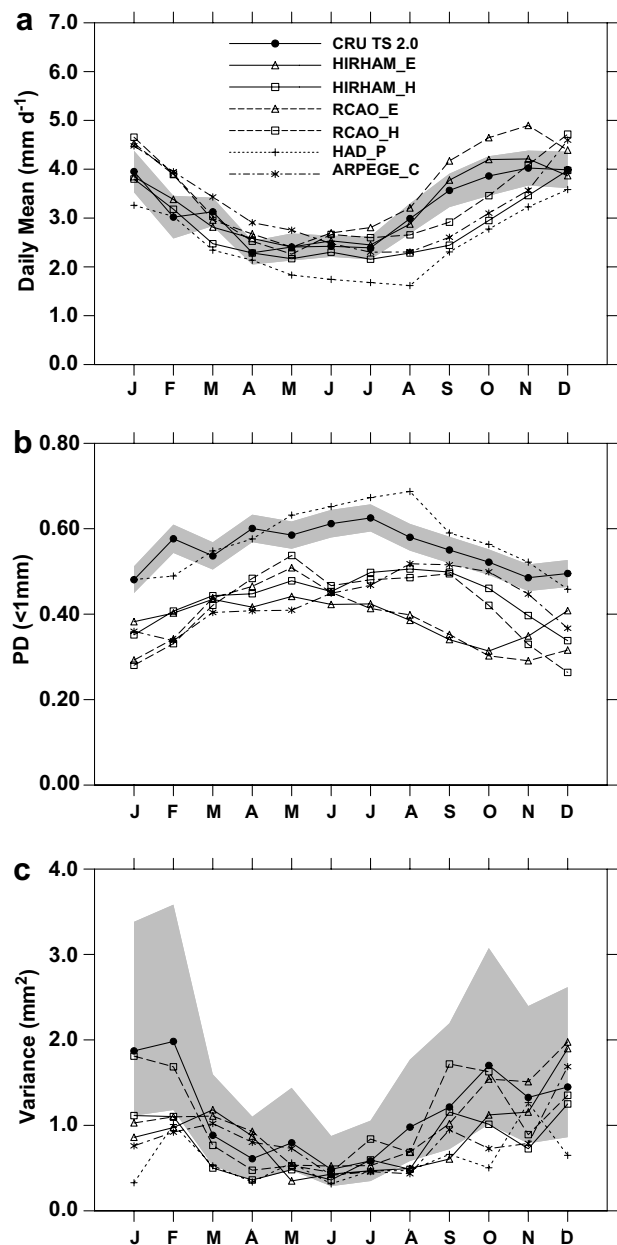 a
Daily Mean (mm d⁻¹)
7.0
6.0
5.0
4.0
3.0
2.0
1.0
0.0
CRU TS 2.0
HIRHAM_E
HIRHAM_H
RCAO_E
RCAO_H
HAD_P
ARPEGE_C
J F M A M J J A S O N D
b
PD (<1mm)
0.80
0.60
0.40
0.20
0.00
J F M A M J J A S O N D
c
Variance (mm²)
4.0
3.0
2.0
1.0
0.0
J F M A M J J A S O N D